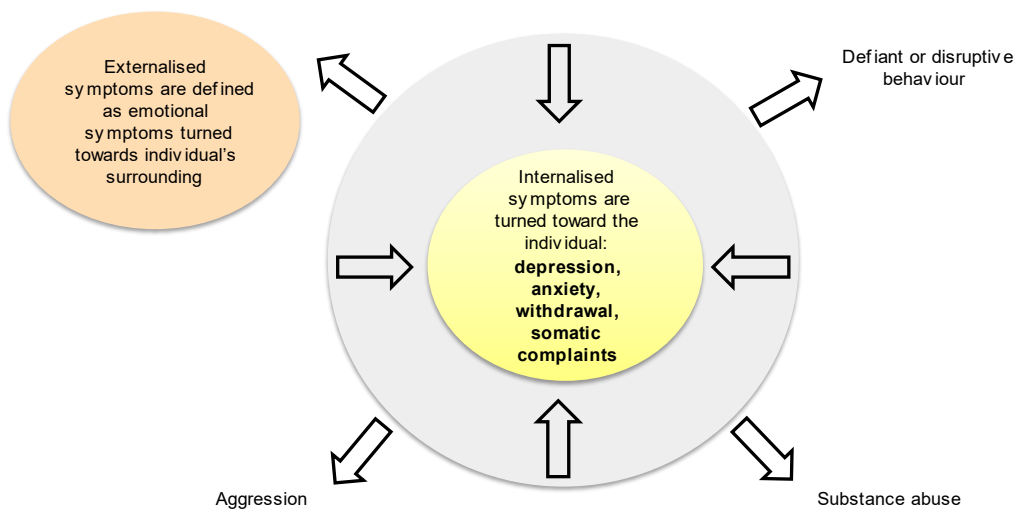 Externalised
symptoms are defined
as emotional
symptoms turned
towards individual's
surrounding
Defiant or disruptive
behaviour
Internalised
symptoms are
turned toward the
individual:
depression,
anxiety,
withdrawal,
somatic
complaints
Aggression
Substance abuse